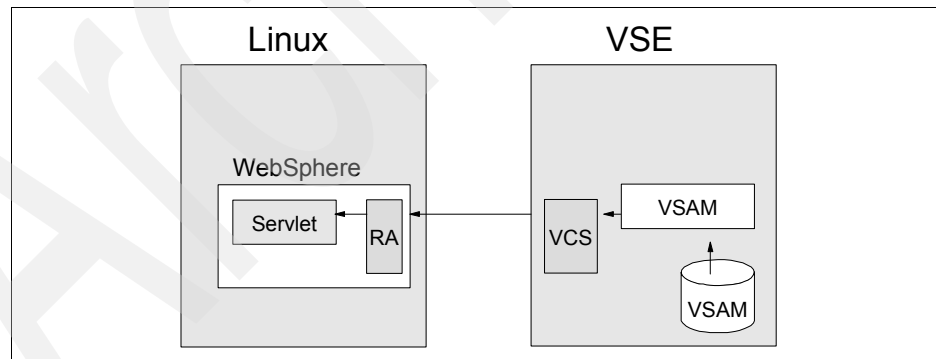 Linux
VSE
WebSphere
Servlet
RA
VCS
VSAM
VSAM